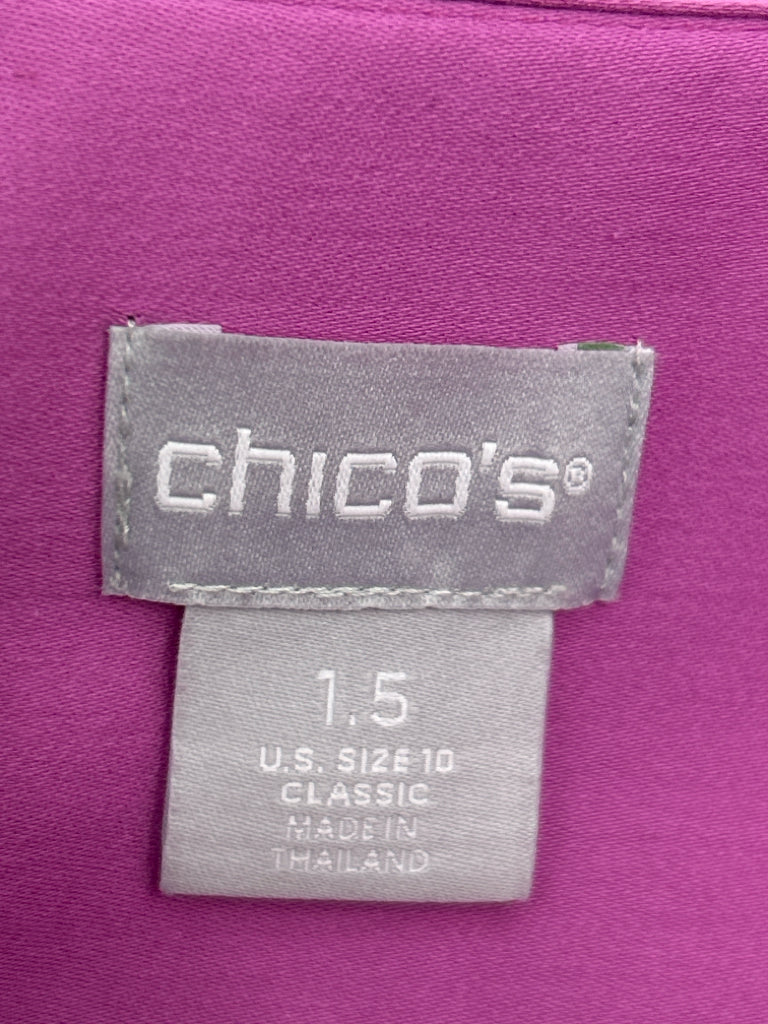 chico's®
1.5
U.S. SIZE 10
CLASSIC
MADE IN
THAILAND